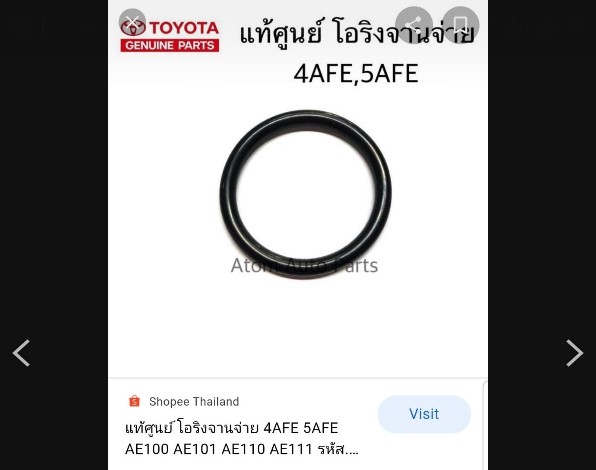 TOYOTA
GENUINE PARTS
แท้ศูนย์ โอริงจานจ่าย
4AFE,5AFE
Atom Auto Parts
Shopee Thailand
แท้ศูนย์ โอริงจานจ่าย 4AFE 5AFE
AE100 AE101 AE110 AE111 รหัส....
Visit